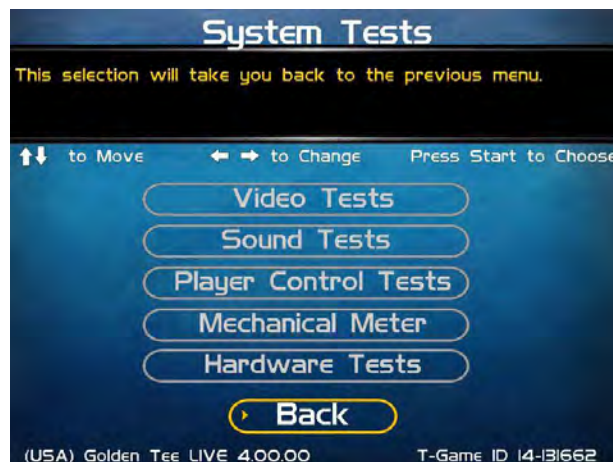 System Tests
This selection will take you back to the previous menu.
to Move to Change Press Start to Choose
Video Tests
Sound Tests
Player Control Tests
Mechanical Meter
Hardware Tests
Back
(USA) Golden Tee LIVE 4.00.00 T-Game ID 14-131662